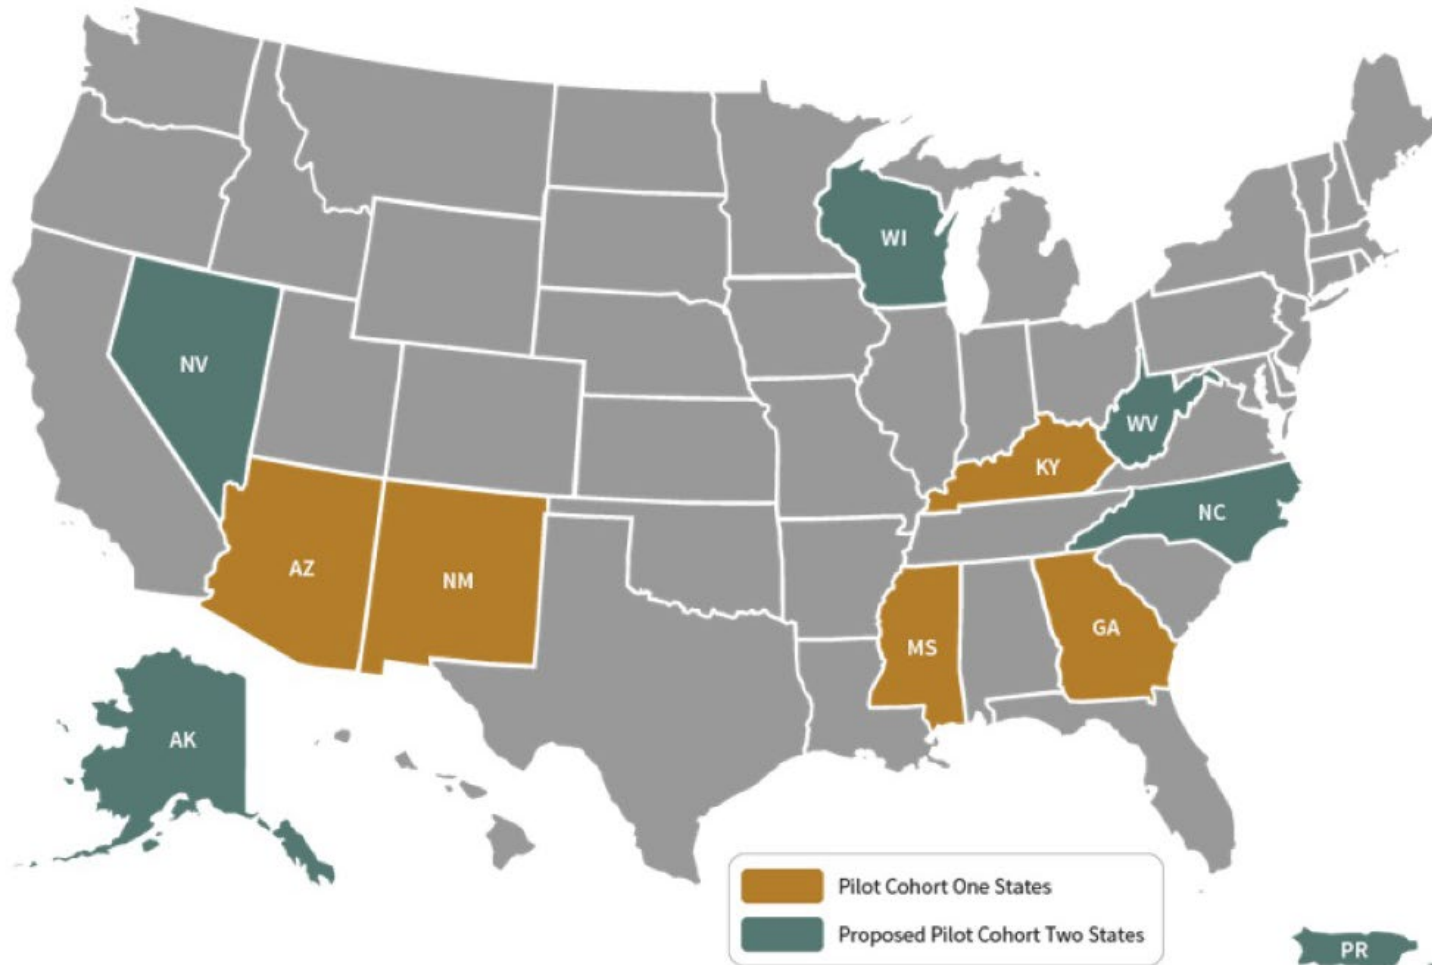 WI
NV
WV
KY
NC
AZ
NM
GA
MS
AK
Pilot Cohort One States
Proposed Pilot Cohort Two States
PR